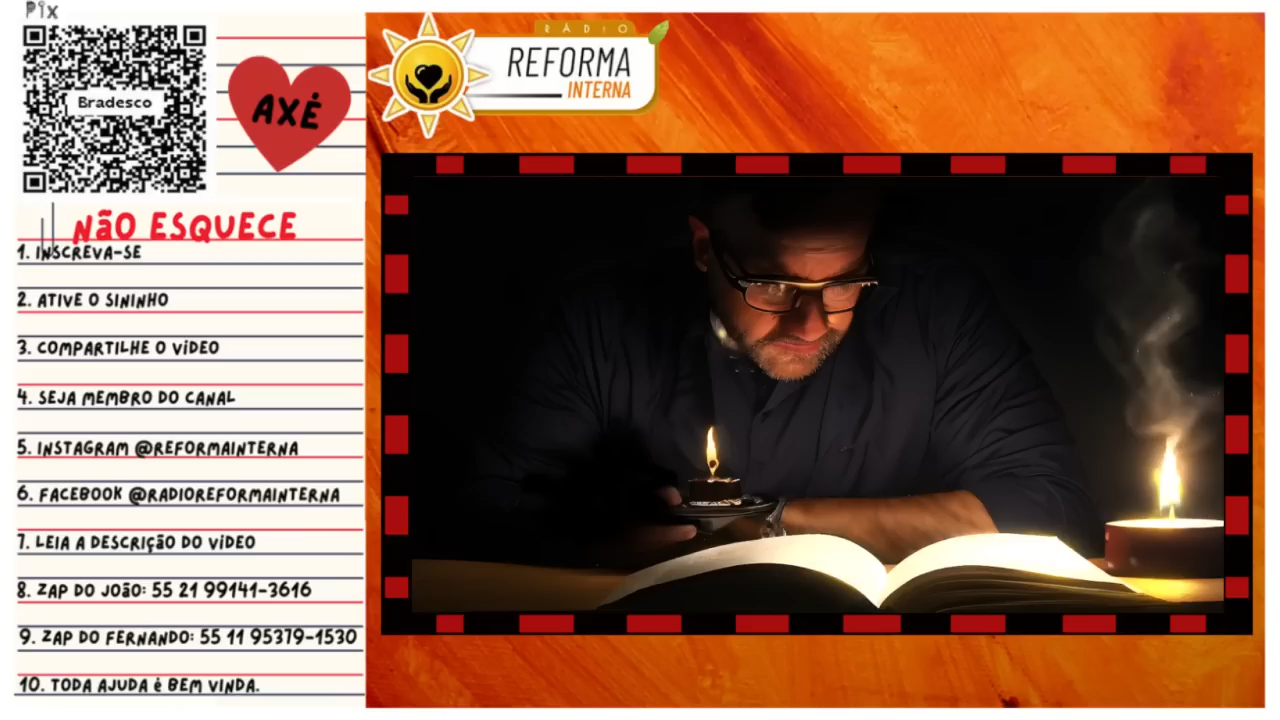 Pix
Bradesco
AXÉ
RÁDIO
REFORMA
INTERNA
NÃO ESQUECE
1. INSCREVA-SE
2. ATIVE O SININHO
3. COMPARTILHE O VÍDEO
4. SEJA MEMBRO DO CANAL
5. INSTAGRAM @REFORMAINTERNA
6. FACEBOOK @RADIOREFORMAINTERNA
7. LEIA A DESCRIÇÃO DO VÍDEO
8. ZAP DO JOÃO: 55 21 99141-3616
9. ZAP DO FERNANDO: 55 11 95379-1530
10. TODA AJUDA É BEM VINDA.